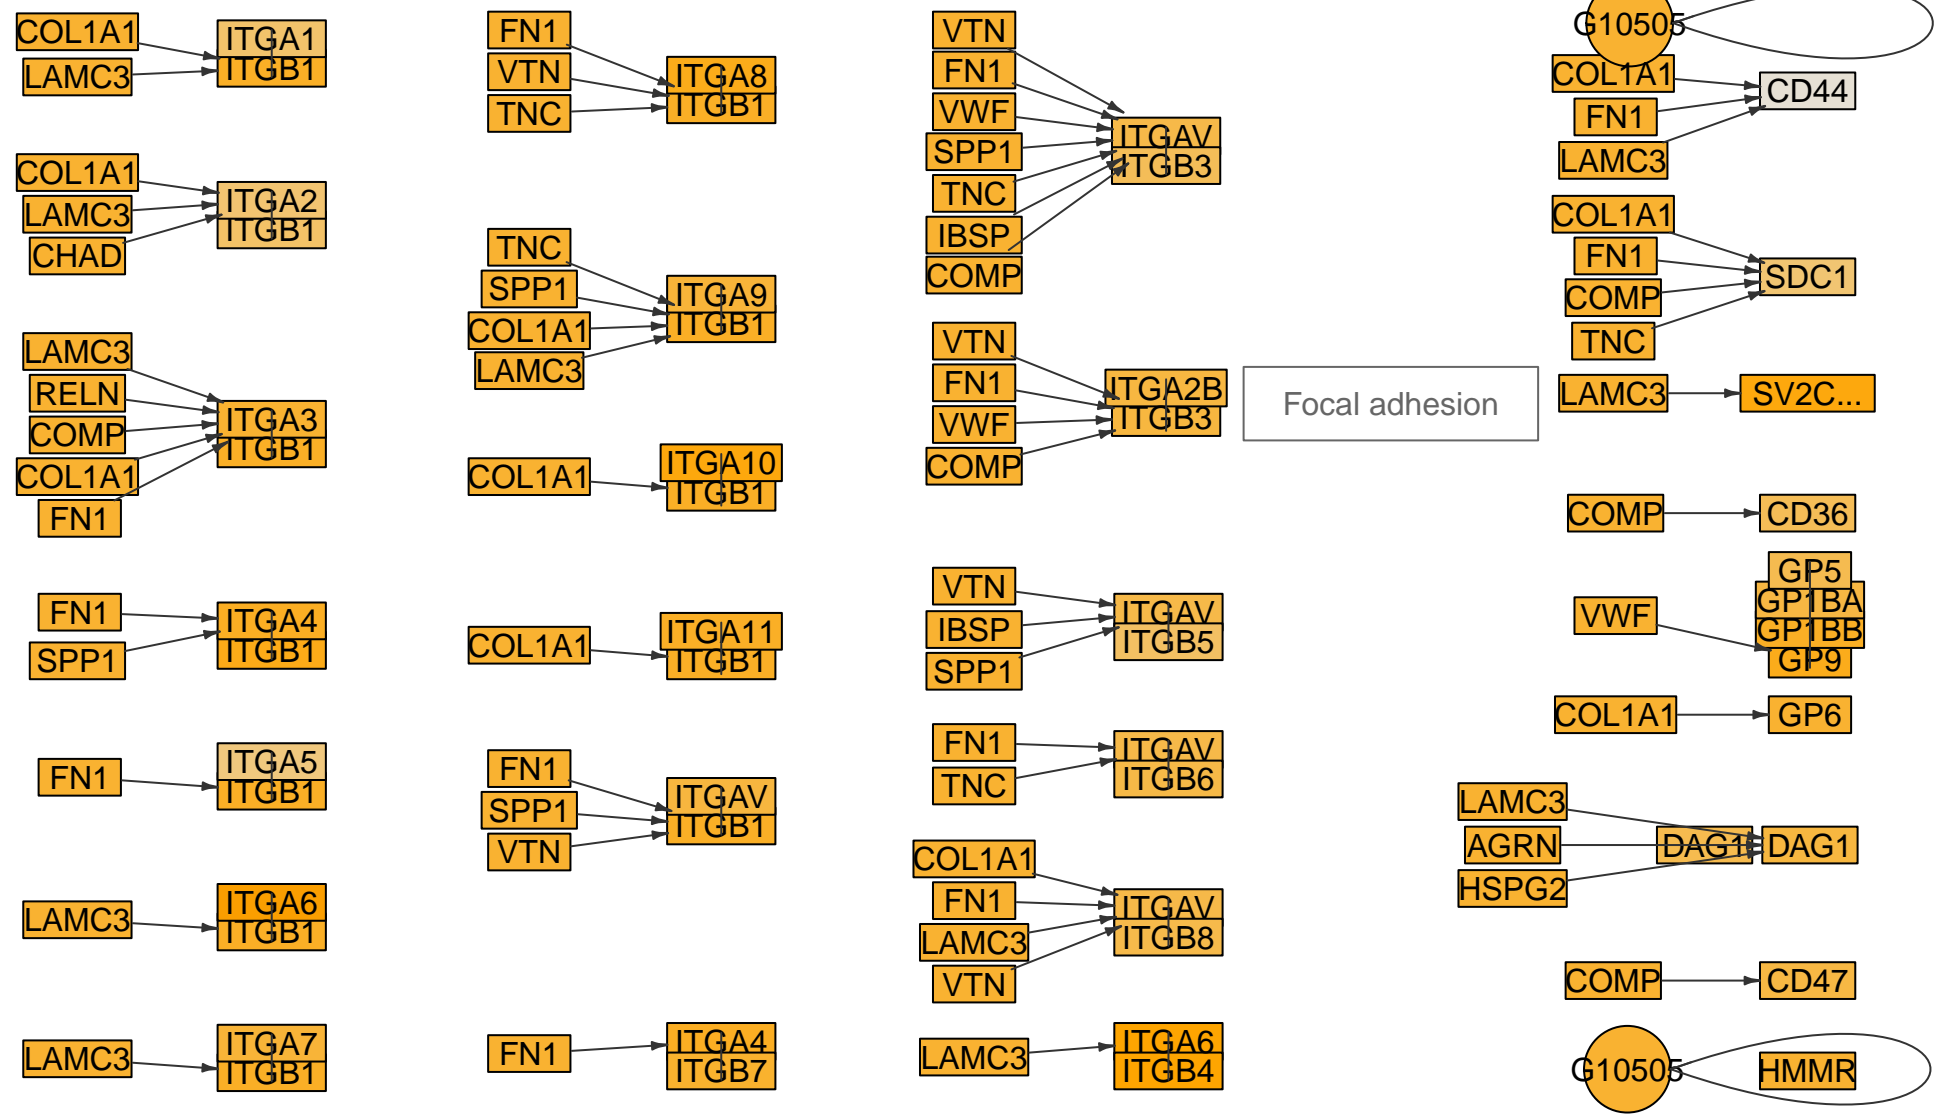 COL1A1
LAMC3
ITGA1
ITGB1
COL1A1
LAMC3
CHAD
ITGA2
ITGB1
LAMC3
RELN
COMP
COL1A1
FN1
ITGA3
ITGB1
FN1
SPP1
ITGA4
ITGB1
FN1
ITGA5
ITGB1
LAMC3
ITGA6
ITGB1
LAMC3
ITGA7
ITGB1
FN1
VTN
TNC
ITGA8
ITGB1
TNC
SPP1
COL1A1
LAMC3
ITGA9
ITGB1
COL1A1
ITGA10
ITGB1
COL1A1
ITGA11
ITGB1
FN1
SPP1
VTN
ITGAV
ITGB1
FN1
ITGA4
ITGB7
VTN
FN1
VWF
SPP1
TNC
IBSP
COMP
ITGAV
ITGB3
VTN
FN1
VWF
COMP
ITGA2B
ITGB3
Focal adhesion
VTN
IBSP
SPP1
ITGAV
ITGB5
FN1
TNC
ITGAV
ITGB6
COL1A1
FN1
LAMC3
VTN
ITGAV
ITGB8
LAMC3
ITGA6
ITGB4
G10505
COL1A1
FN1
LAMC3
CD44
COL1A1
FN1
COMP
TNC
SDC1
LAMC3
SV2C...
COMP
CD36
VWF
GP5
GP1BA
GP1BB
GP9
COL1A1
GP6
LAMC3
AGRN
HSPG2
DAG1
DAG1
COMP
CD47
G10505
HMMR